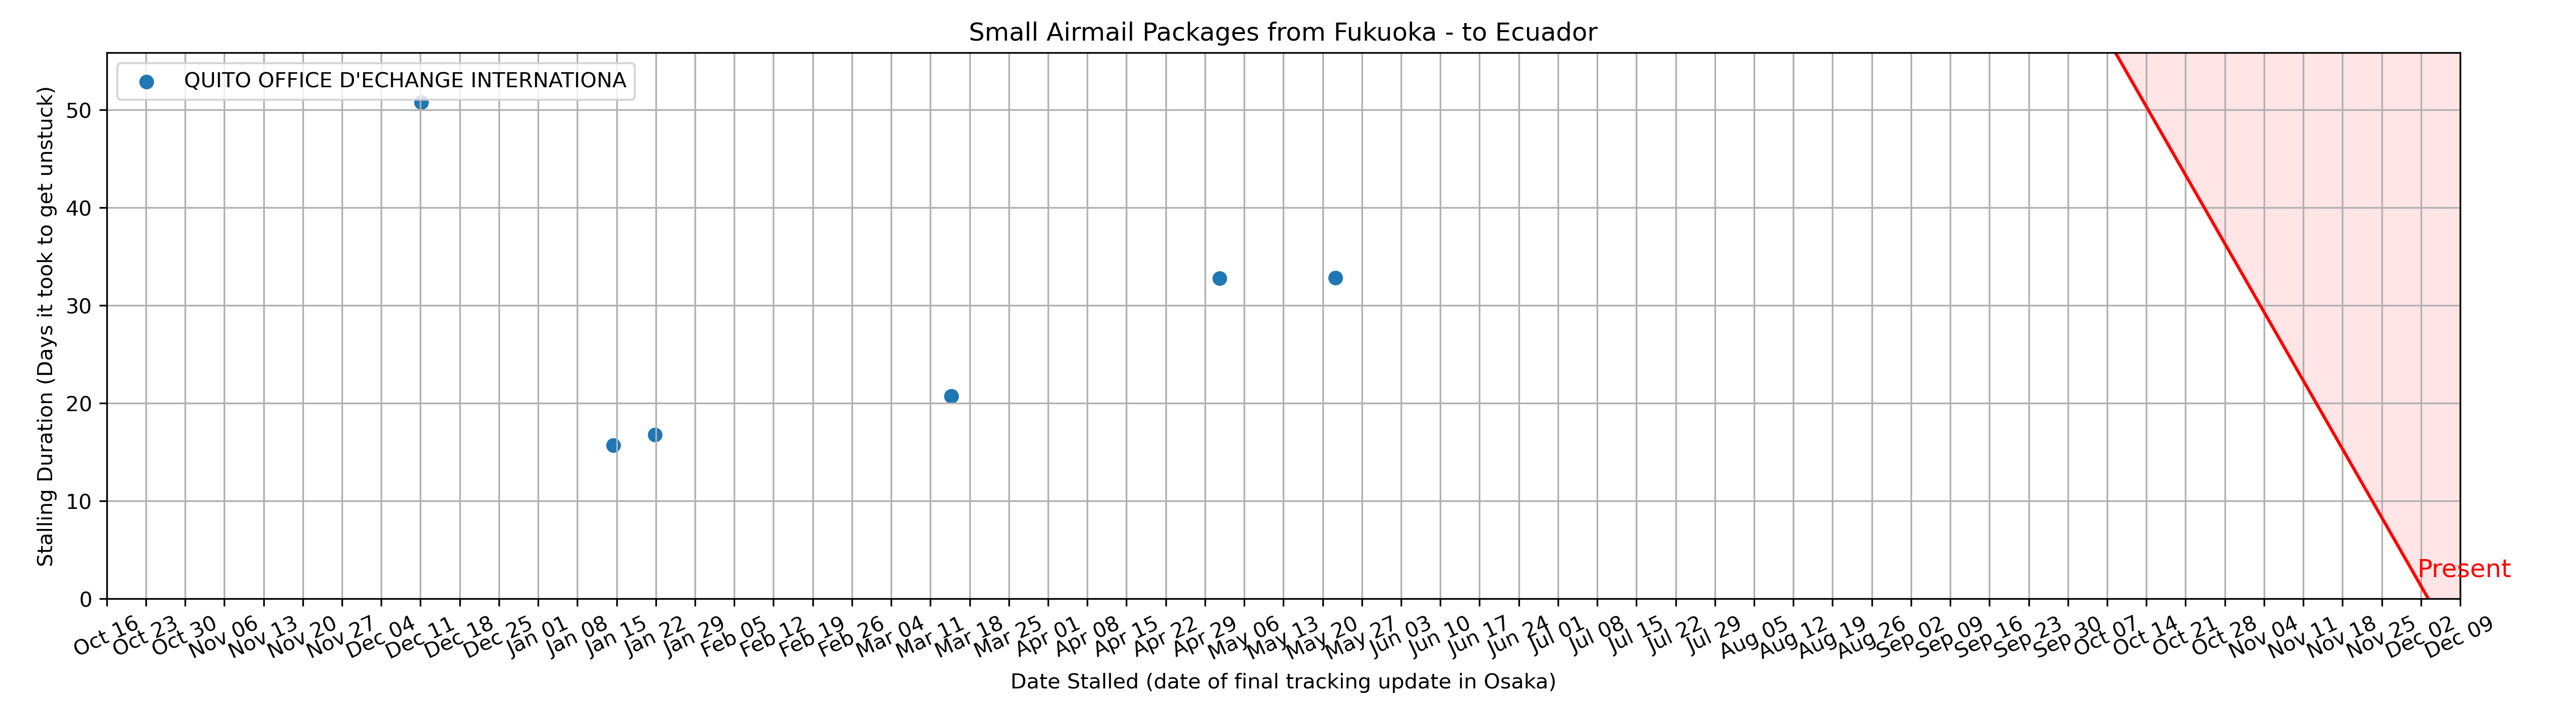 Small Airmail Packages from Fukuoka - to Ecuador
QUITO OFFICE D'ECHANGE INTERNATIONA
Stalling Duration (Days it took to get unstuck)
50
40
30
20
10
0
Present
Oct 16 Oct 23 Oct 30 Nov 06 Nov 13 Nov 20 Nov 27 Dec 04 Dec 11 Dec 18 Dec 25 Jan 01 Jan 08 Jan 15 Jan 22 Jan 29 Feb 05 Feb 12 Feb 19 Feb 26 Mar 04 Mar 11 Mar 18 Mar 25 Apr 01 Apr 08 Apr 15 Apr 22 Apr 29 May 06 May 13 May 20 May 27 Jun 03 Jun 10 Jun 17 Jun 24 Jul 01 Jul 08 Jul 15 Jul 22 Jul 29 Aug 05 Aug 12 Aug 19 Aug 26 Sep 02 Sep 09 Sep 16 Sep 23 Sep 30 Oct 07 Oct 14 Oct 21 Oct 28 Nov 04 Nov 11 Nov 18 Nov 25 Dec 02 Dec 09
Date Stalled (date of final tracking update in Osaka)